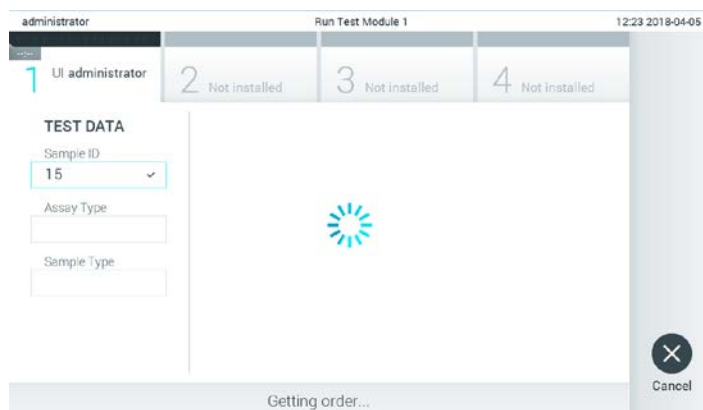 administrator Run Test Module 1 12:23 2018-04-05
--:--
1 UI administrator 2 Not installed 3 Not installed 4 Not installed
TEST DATA
Sample ID
15
Assay Type
Sample Type
Cancel
Getting order...